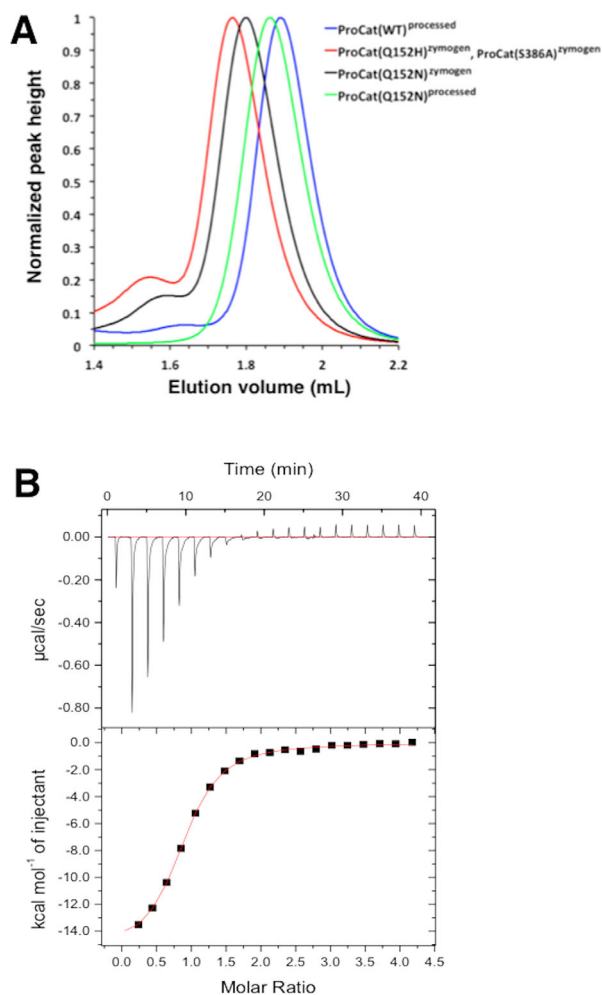 A
Normalized peak height
1
0.9
0.8
0.7
0.6
0.5
0.4
0.3
0.2
0.1
0
1.4 1.6 1.8 2 2.2
Elution volume (mL)
ProCat(WT)processed
ProCat(Q152H)zymogen, ProCat(S386A)zymogen
ProCat(Q152N)zymogen
ProCat(Q152N)processed
B
Time (min)
0 10 20 30 40
µcal/sec
0.00
-0.20
-0.40
-0.60
-0.80
kcal mol-1 of injectant
0.0
-2.0
-4.0
-6.0
-8.0
-10.0
-12.0
-14.0
0.0 0.5 1.0 1.5 2.0 2.5 3.0 3.5 4.0 4.5
Molar Ratio